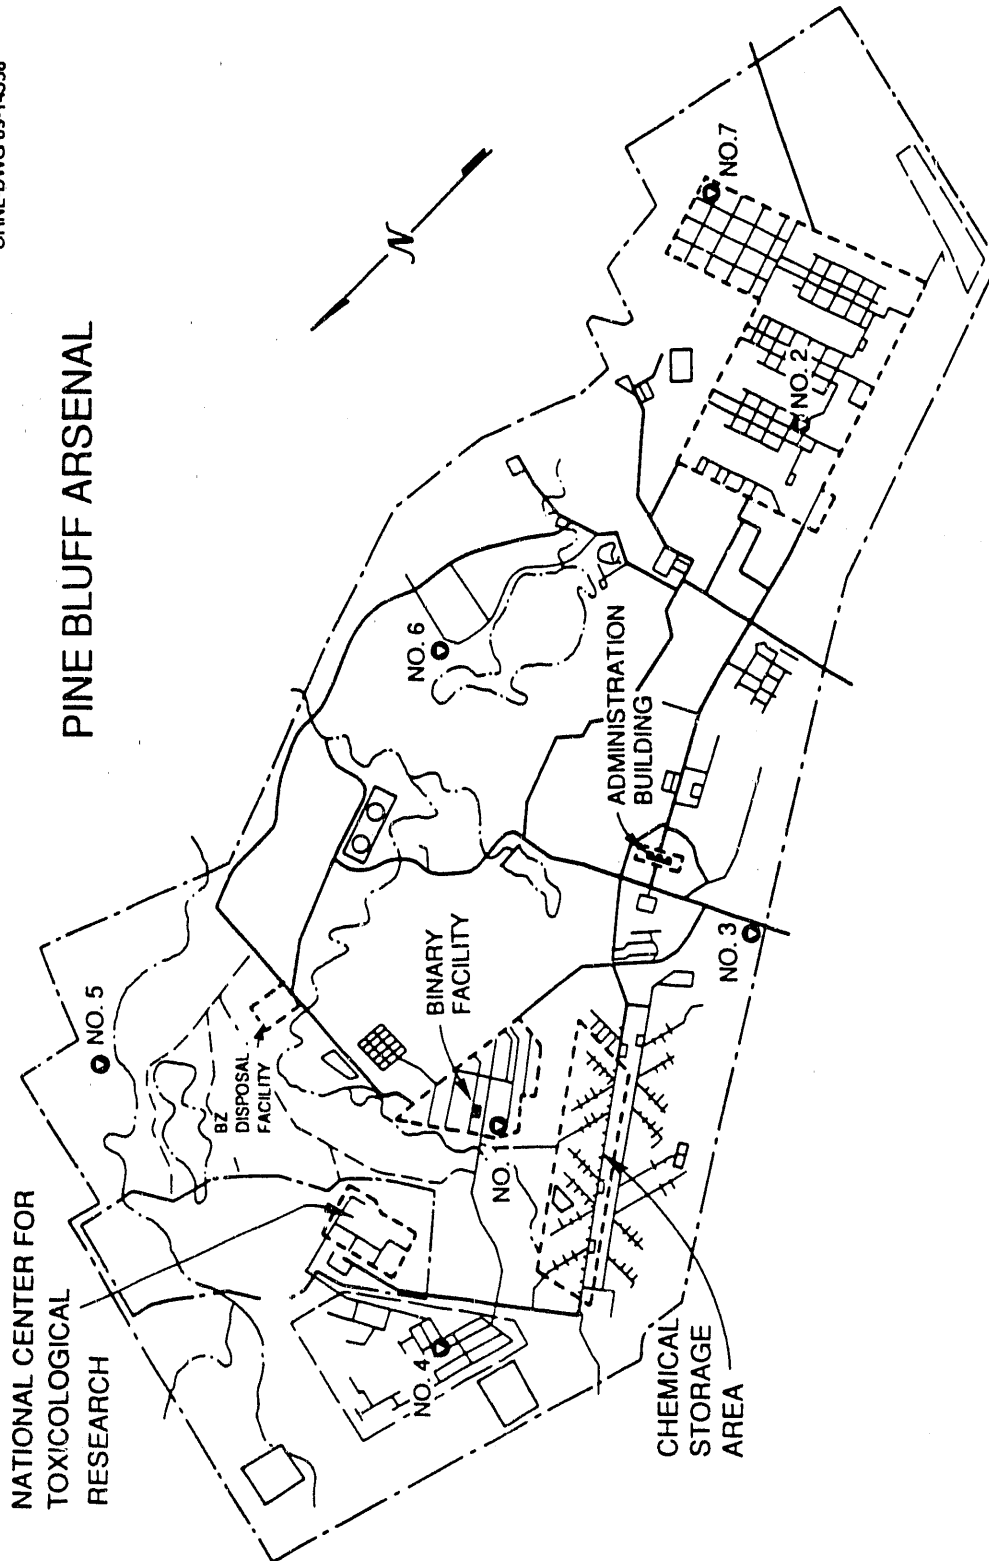 PINE BLUFF ARSENAL
N
NATIONAL CENTER FOR
TOXICOLOGICAL
RESEARCH
NO. 5
BZ
DISPOSAL
FACILITY
NO. 6
BINARY
FACILITY
NO. 1
NO. 4
ADMINISTRATION
BUILDING
NO. 3
NO. 2
NO. 7
CHEMICAL
STORAGE
AREA